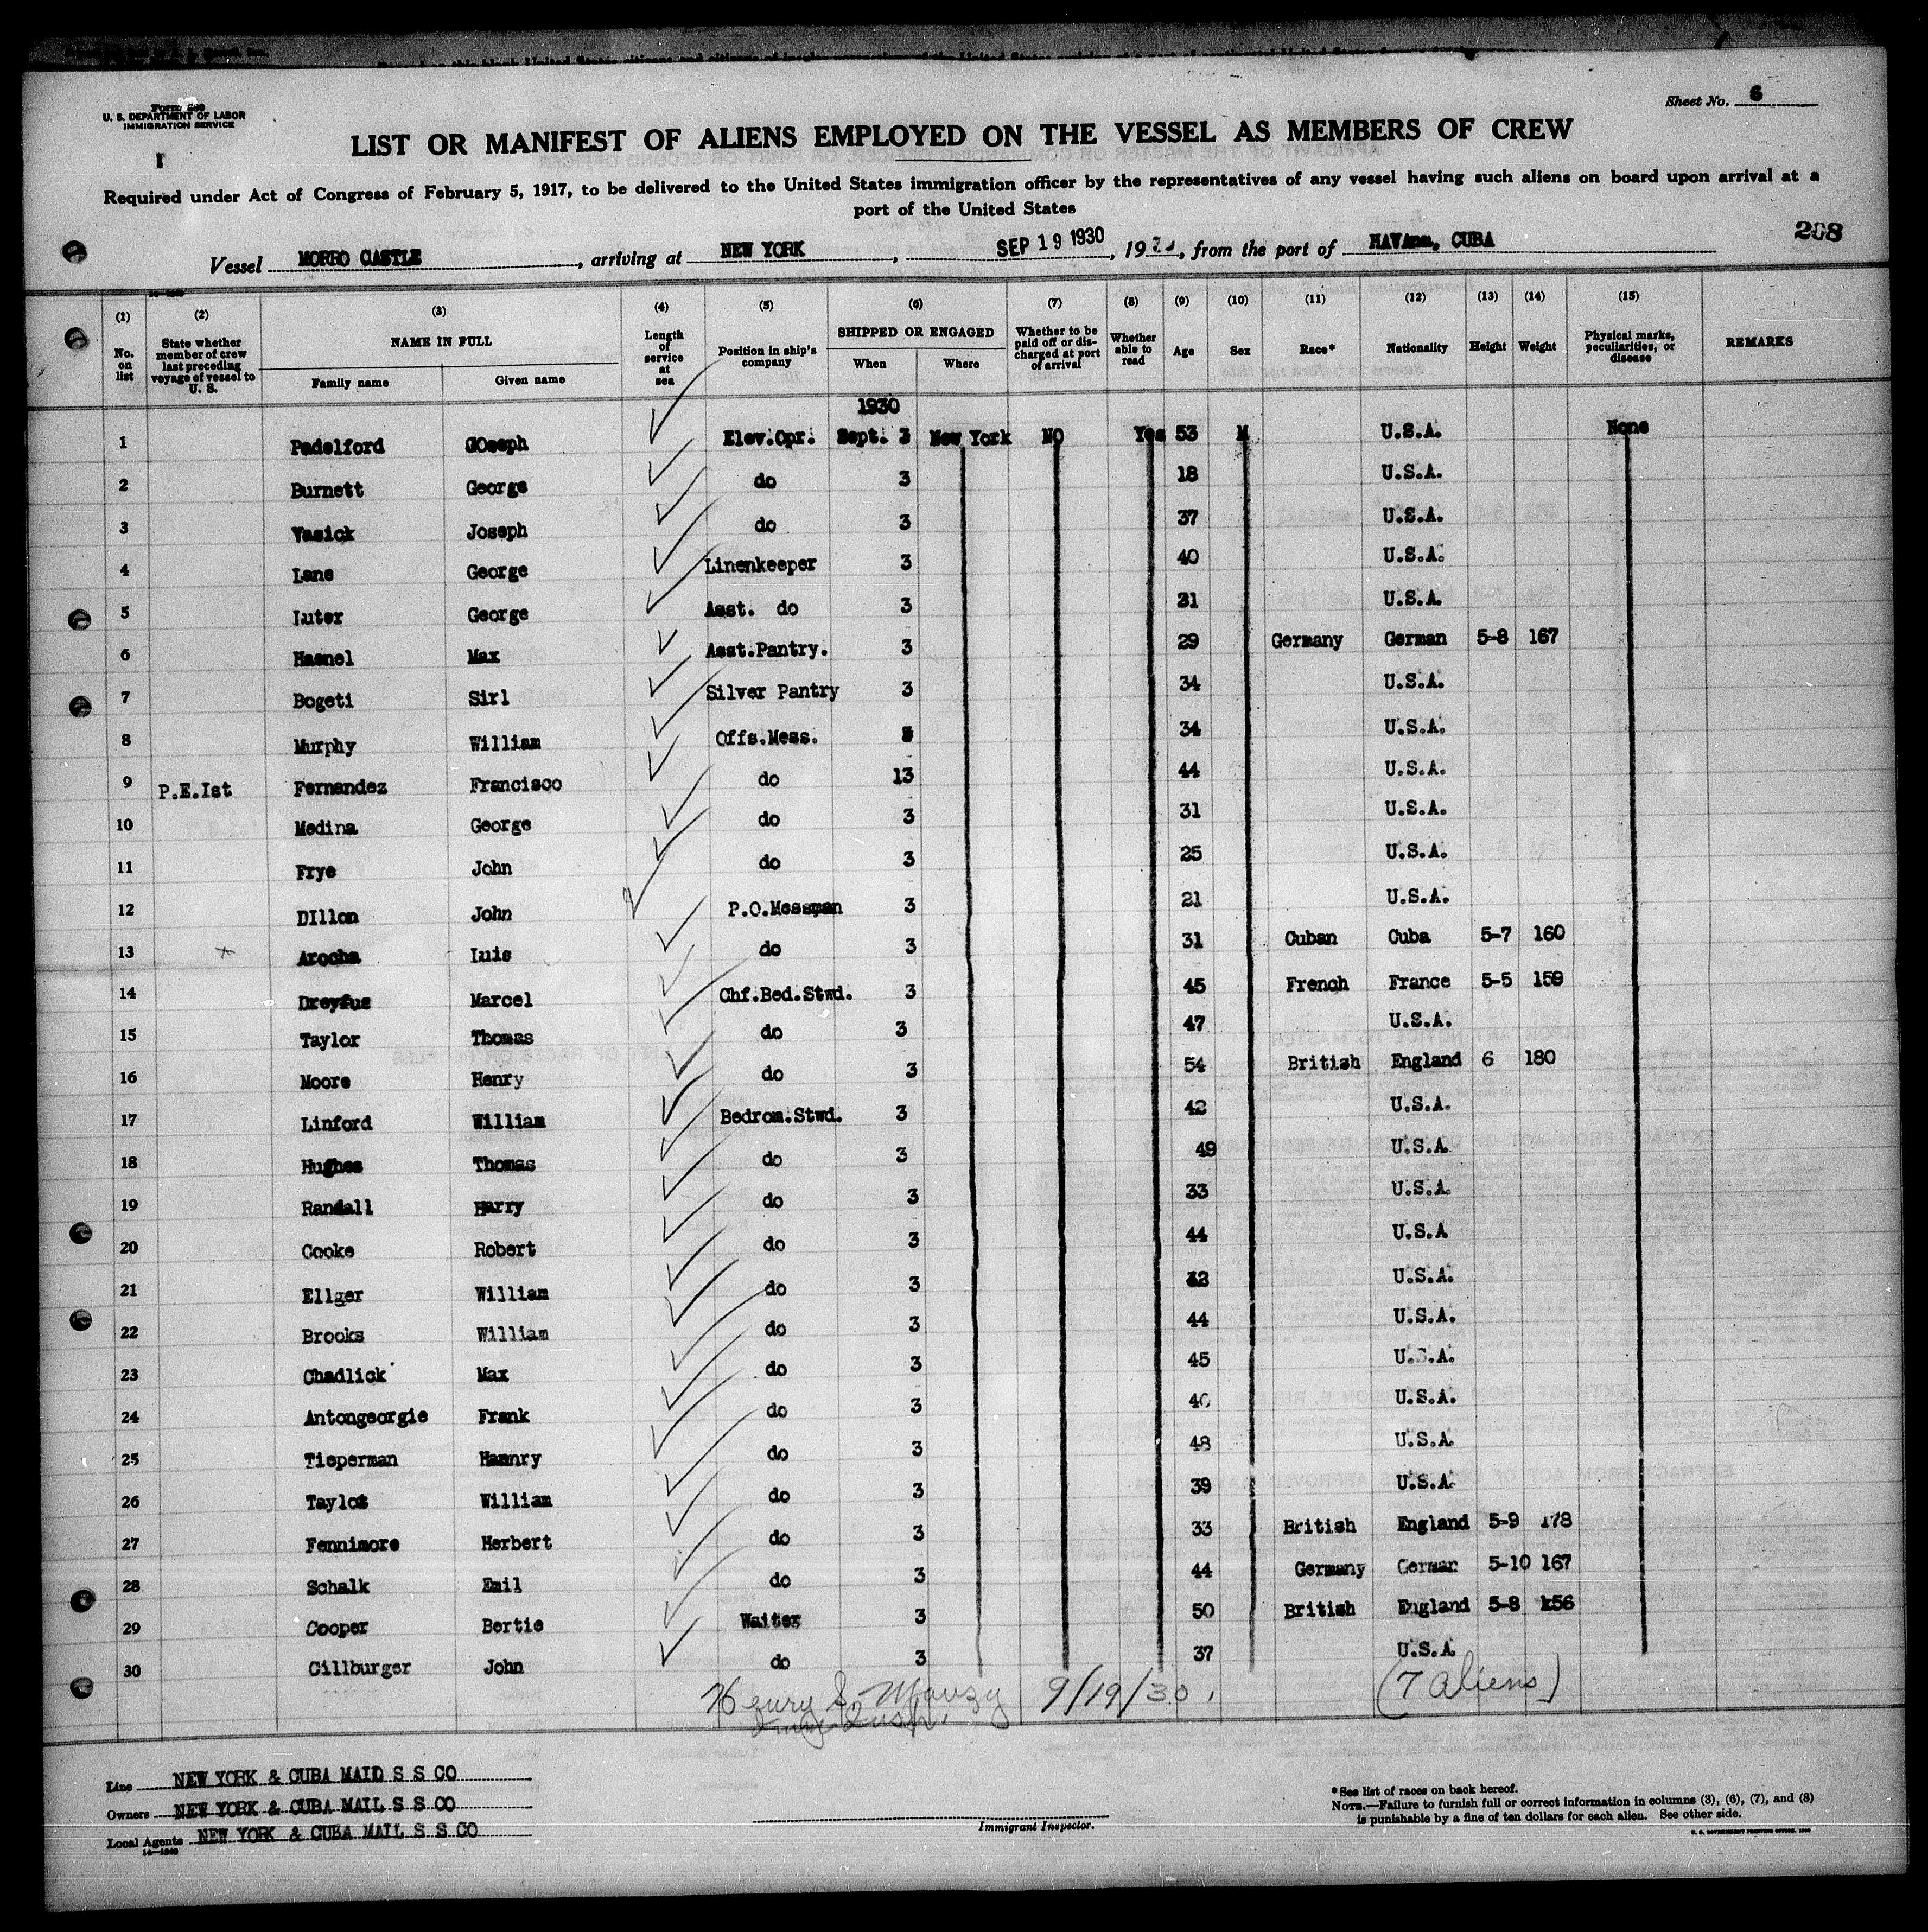 Form 680
U. S. DEPARTMENT OF LABOR
IMMIGRATION SERVICE
Sheet No. 6
LIST OR MANIFEST OF ALIENS EMPLOYED ON THE VESSEL AS MEMBERS OF CREW
Required under Act of Congress of February 5, 1917, to be delivered to the United States immigration officer by the representatives of any vessel having such aliens on board upon arrival at a
port of the United States
208
Vessel MORRO CASTLE, arriving at NEW YORK, SEP 19 1930, 19, from the port of HAVana, CUBA
(1) (2) (3) (4) (5) (6) (7) (8) (9) (10) (11) (12) (13) (14) (15)
No. on list State whether member of crew last preceding voyage of vessel to U. S. NAME IN FULL Family name Given name Length of service at sea Position in ship's company SHIPPED OR ENGAGED When Where Whether to be paid off or discharged at port of arrival Whether able to read Age Sex Race* Nationality Height Weight Physical marks, peculiarities, or disease REMARKS
1930
1 Padelford GOseph Elev.Opr. Sept. 3 New York NO Yes 53 M U.S.A. None
2 Burnett George do 3 18 U.S.A.
3 Vasick Joseph do 3 37 U.S.A.
4 Lane George Linenkeeper 3 40 U.S.A.
5 Luter George Asst. do 3 31 U.S.A.
6 Haenel Max Asst.Pantry. 3 29 Germany German 5-8 167
7 Bogeti Sirl Silver Pantry 3 34 U.S.A.
8 Murphy William Offs.Mess. 34 U.S.A.
9 P.E.Ist Fernandez Francisco do 13 44 U.S.A.
10 Medina George do 3 31 U.S.A.
11 Frye John do 3 25 U.S.A.
12 DIllon John P.O.Messman 3 21 U.S.A.
13 Arocha Luis do 3 31 Cuban Cuba 5-7 160
14 Dreyfus Marcel Chf.Bed.Stwd. 3 45 French France 5-5 159
15 Taylor Thomas do 3 47 U.S.A.
16 Moore Henry do 3 54 British England 6 180
17 Linford William Bedrom.Stwd. 3 42 U.S.A.
18 Hughes Thomas do 3 49 U.S.A.
19 Randall Harry do 3 33 U.S.A.
20 Cooke Robert do 3 44 U.S.A
21 Ellger William do 3 U.S.A.
22 Brooks William do 3 44 U.S.A.
23 Chadlick Max do 3 45 U.S.A.
24 Antongeorgie Frank do 3 40 U.S.A.
25 Tieperman Haenry do 3 48 U.S.A.
26 Taylot William do 3 39 U.S.A.
27 Fennimore Herbert do 3 33 British England 5-9 178
28 Schalk Emil do 3 44 Germany German 5-10 167
29 Cooper Bertie Waiter 3 50 British England 5-8 156
30 Cillburger John do 3 37 U.S.A.
Henry S. 9/19/30. (7 aliens)
Line NEW YORK & CUBA MAID S S CO
Owners NEW YORK & CUBA MAIL S S CO
Local Agents NEW YORK & CUBA MAIL S S CO
14—1240
Immigrant Inspector.
*See list of races on back hereof.
NOTE.—Failure to furnish full or correct information in columns (3), (6), (7), and (8)
is punishable by a fine of ten dollars for each alien. See other side.